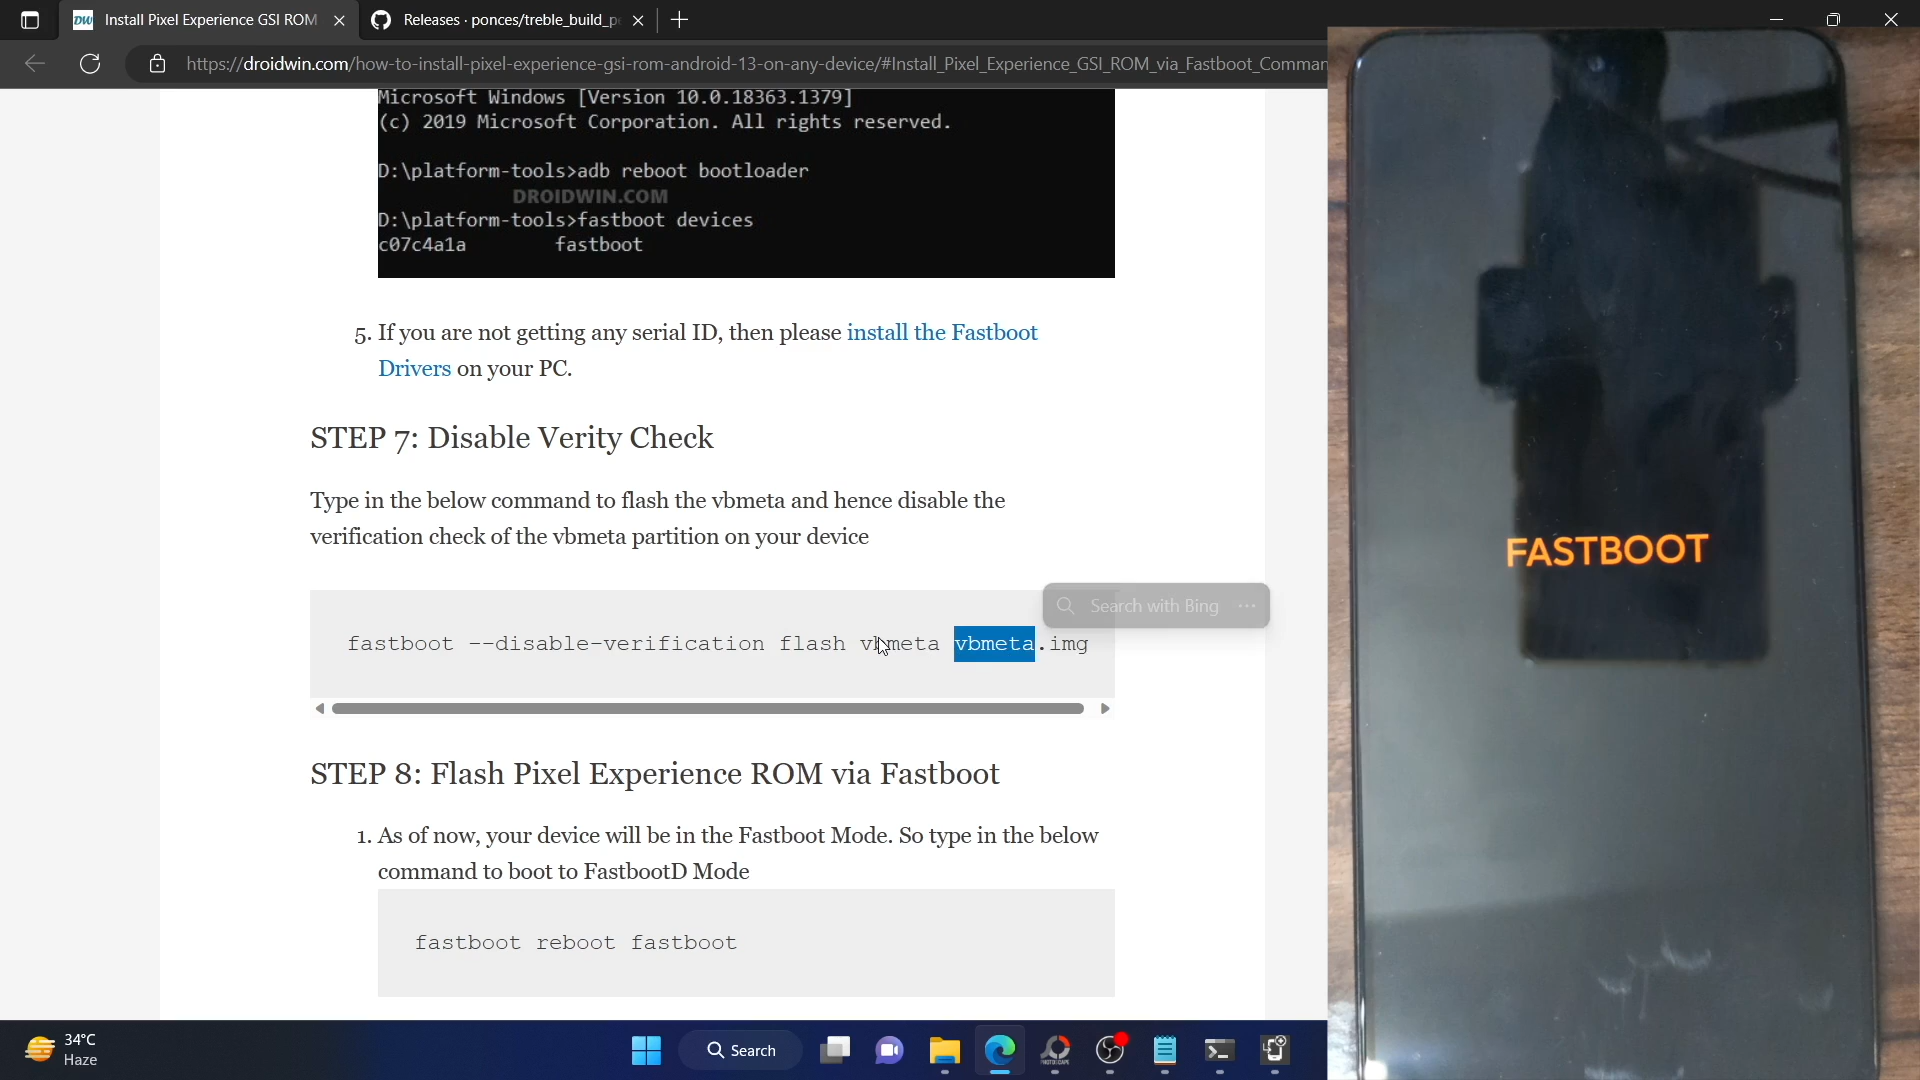 Install Pixel Experience GSI ROM
Releases · ponces/treble_build_p
https://droidwin.com/how-to-install-pixel-experience-gsi-rom-android-13-on-any-device/#Install_Pixel_Experience_GSI_ROM_via_Fastboot_Comman
Microsoft Windows [Version 10.0.18363.1379]
(c) 2019 Microsoft Corporation. All rights reserved.
D:\platform-tools>adb reboot bootloader
DROIDWIN.COM
D:\platform-tools>fastboot devices
c07c4a1a fastboot
5. If you are not getting any serial ID, then please install the Fastboot
Drivers on your PC.
STEP 7: Disable Verity Check
Type in the below command to flash the vbmeta and hence disable the
verification check of the vbmeta partition on your device
Search with Bing
fastboot --disable-verification flash vbmeta vbmeta.img
STEP 8: Flash Pixel Experience ROM via Fastboot
1. As of now, your device will be in the Fastboot Mode. So type in the below
command to boot to FastbootD Mode
fastboot reboot fastboot
34°C
Haze
Search
FASTBOOT